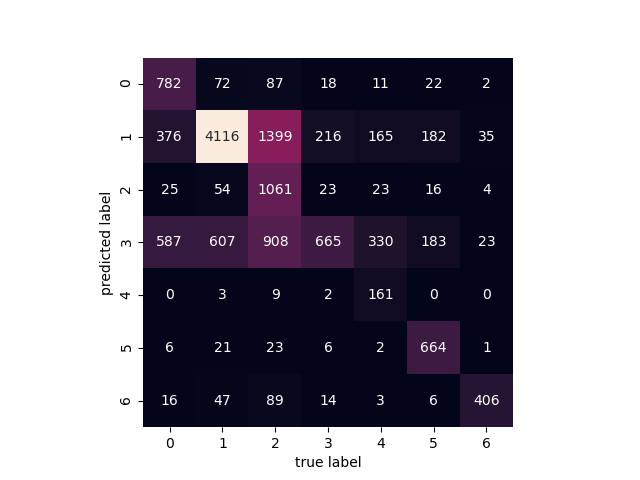 predicted label
0 782 72 87 18 11 22 2
1 376 4116 1399 216 165 182 35
2 25 54 1061 23 23 16 4
3 587 607 908 665 330 183 23
4 0 3 9 2 161 0 0
5 6 21 23 6 2 664 1
6 16 47 89 14 3 6 406
0 1 2 3 4 5 6
true label